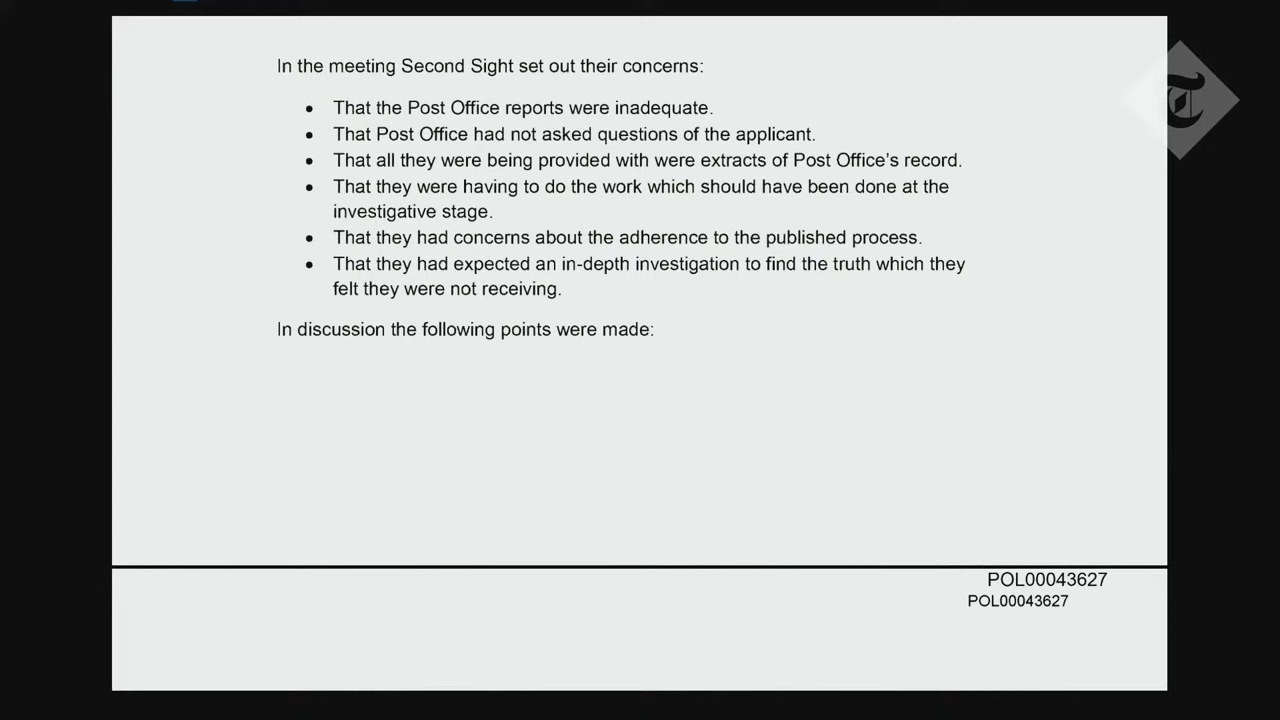 In the meeting Second Sight set out their concerns:
• That the Post Office reports were inadequate.
• That Post Office had not asked questions of the applicant.
• That all they were being provided with were extracts of Post Office’s record.
• That they were having to do the work which should have been done at the
investigative stage.
• That they had concerns about the adherence to the published process.
• That they had expected an in-depth investigation to find the truth which they
felt they were not receiving.
In discussion the following points were made:
POL00043627
POL00043627
T